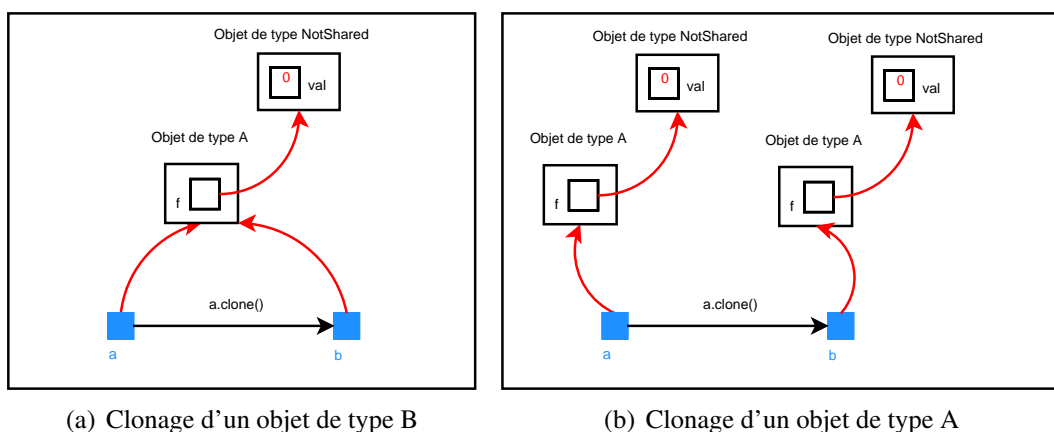 Objet de type NotShared
0
val
Objet de type A
f
a.clone()
a
b
(a) Clonage d'un objet de type B
Objet de type NotShared
Objet de type NotShared
0
val
0
val
Objet de type A
Objet de type A
f
f
a.clone()
a
b
(b) Clonage d'un objet de type A